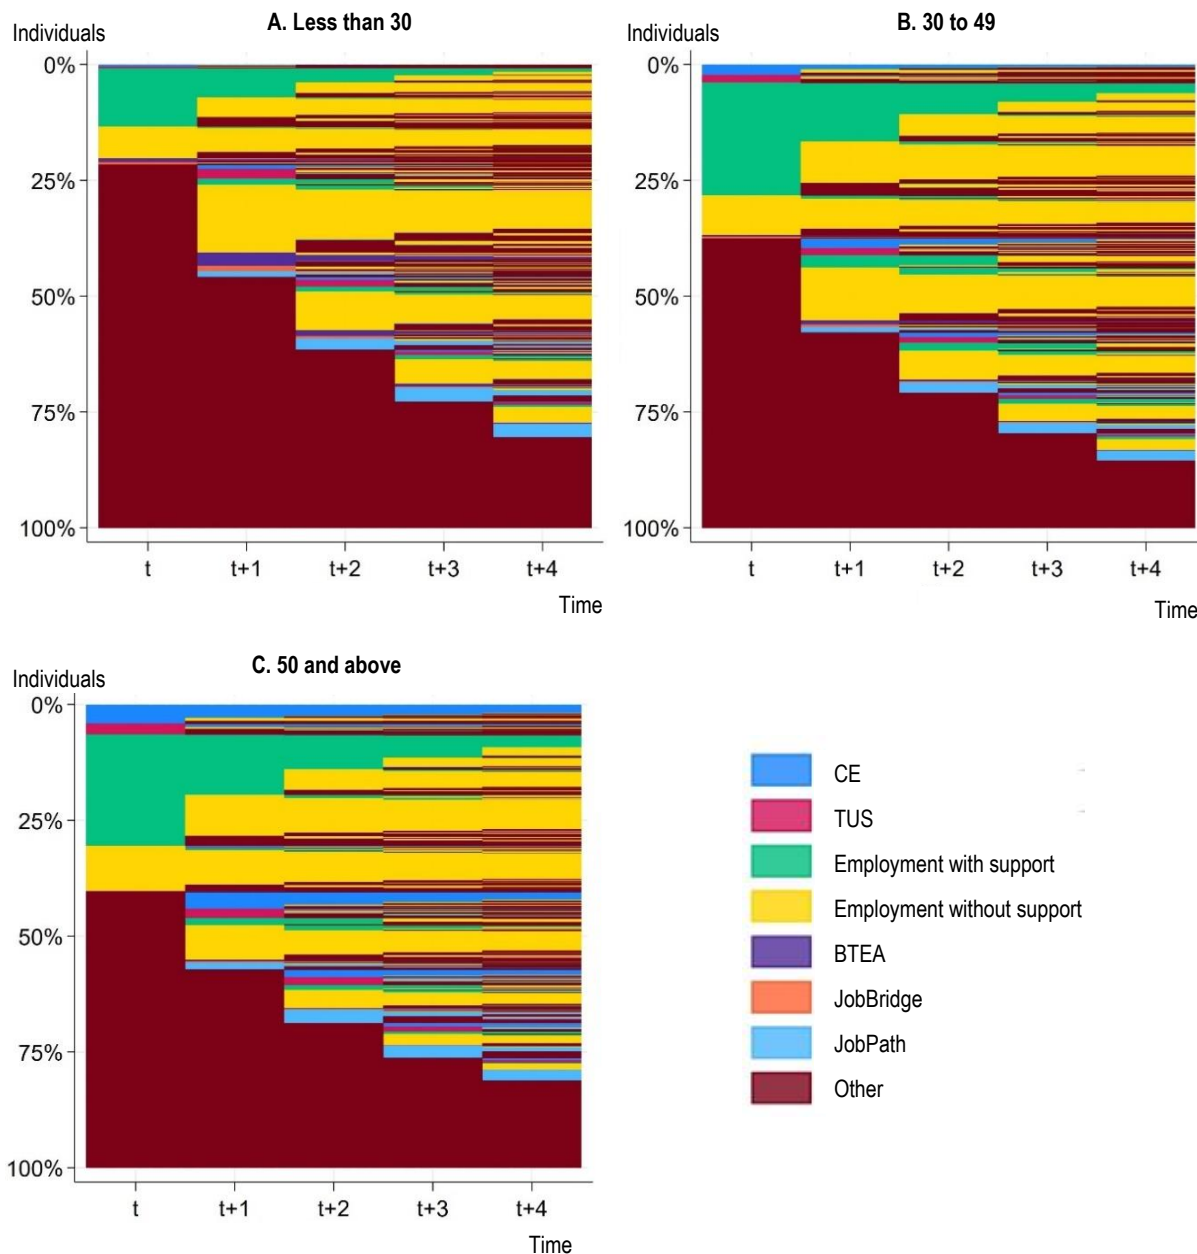 A. Less than 30
Individuals
0%
25%
50%
75%
100%
t t+1 t+2 t+3 t+4
Time
B. 30 to 49
Individuals
0%
25%
50%
75%
100%
t t+1 t+2 t+3 t+4
Time
C. 50 and above
Individuals
0%
25%
50%
75%
100%
t t+1 t+2 t+3 t+4
Time
CE
TUS
Employment with support
Employment without support
BTEA
JobBridge
JobPath
Other